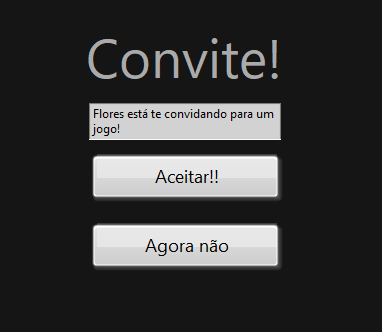 Convite!
Flores está te convidando para um
jogo!
Aceitar!!
Agora não